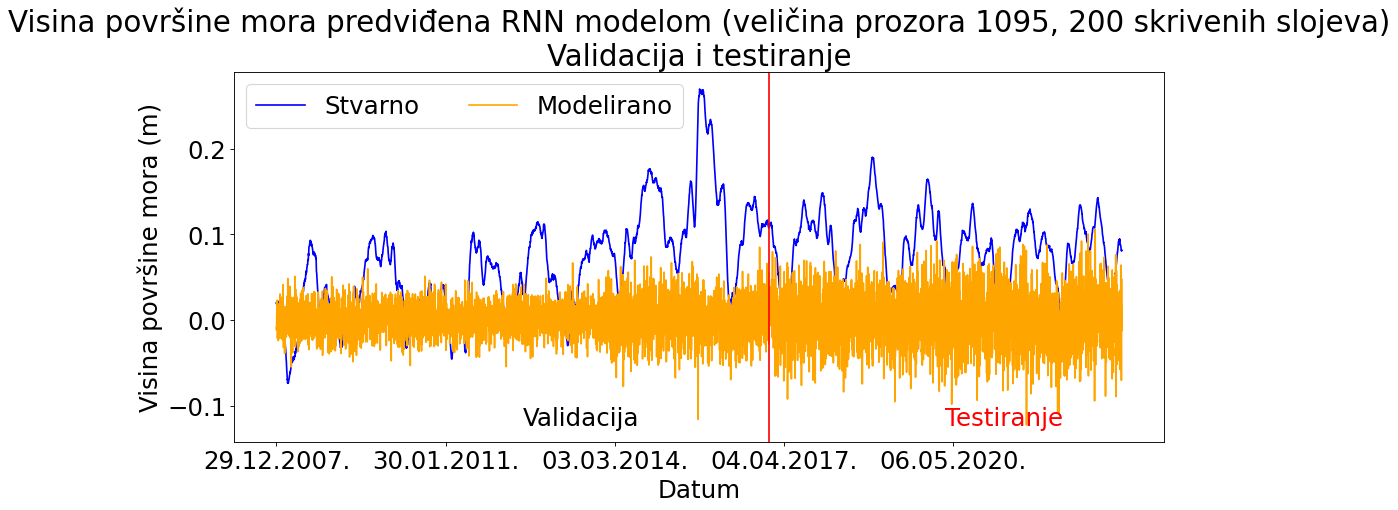 Visina površine mora predviđena RNN modelom (veličina prozora 1095, 200 skrivenih slojeva)
Validacija i testiranje
Stvarno
Modelirano
Visina površine mora (m)
0.2
0.1
0.0
−0.1
Validacija
Testiranje
29.12.2007.
30.01.2011.
03.03.2014.
04.04.2017.
06.05.2020.
Datum